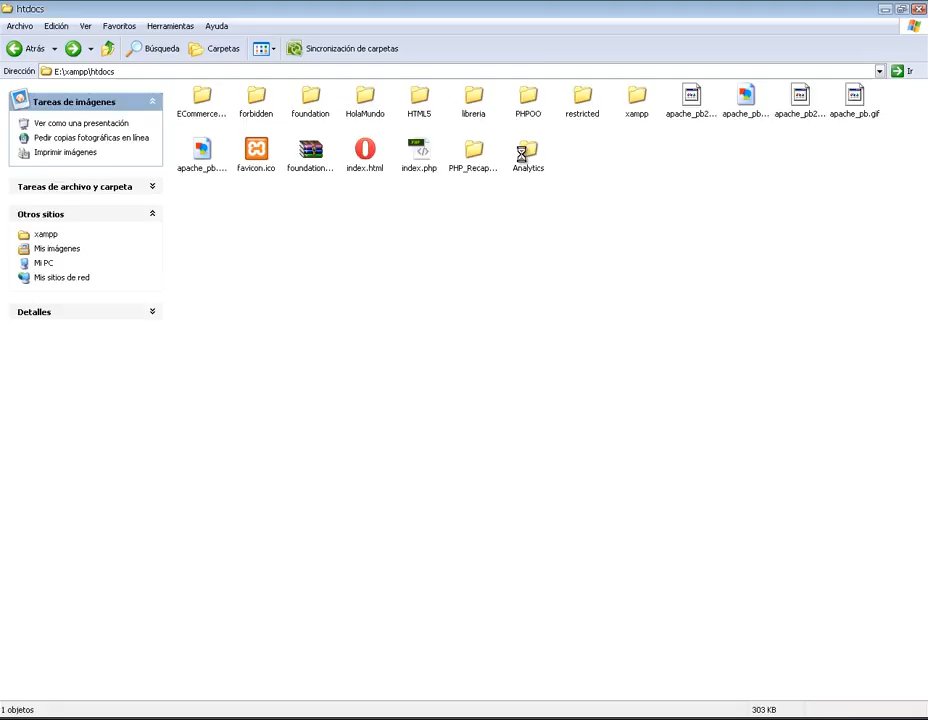 htdocs
Archivo Edición Ver Favoritos Herramientas Ayuda
Atrás Búsqueda Carpetas Sincronización de carpetas
Dirección E:\xampp\htdocs Ir
Tareas de imágenes
Ver como una presentación
Pedir copias fotográficas en línea
Imprimir imágenes
Tareas de archivo y carpeta
Otros sitios
xampp
Mis imágenes
Mi PC
Mis sitios de red
Detalles
ECommerce... forbidden foundation HolaMundo HTML5 libreria PHPOO restricted xampp apache_pb2... apache_pb... apache_pb2... apache_pb.gif
apache_pb.... favicon.ico foundation... index.html index.php PHP_Recap... Analytics
1 objetos 303 KB